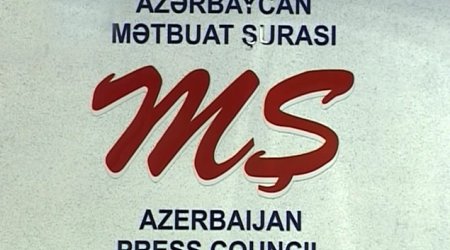 AZƏRBAYCAN
MƏTBUAT ŞURASI
MŞ
AZERBAIJAN
PRESS COUNCIL